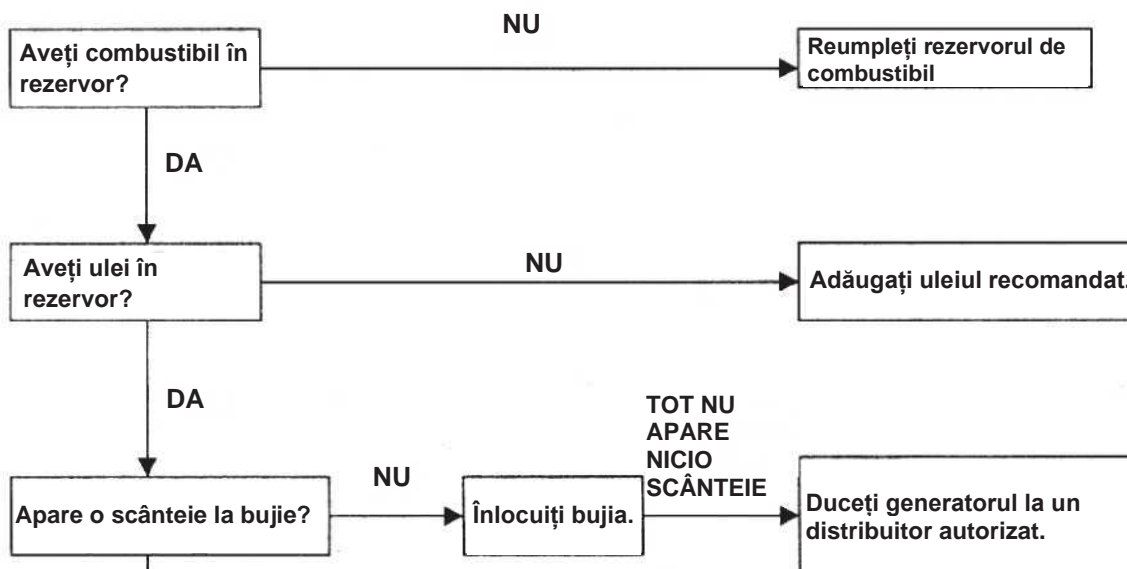 NU
Aveți combustibil în
rezervor?
Reumpleți rezervorul de
combustibil
DA
Aveți ulei în
rezervor?
NU
Adăugați uleiul recomandat.
DA
TOT NU
APARE
NICIO
SCÂNTEIE
NU
Apare o scânteie la bujie?
Înlocuiți bujia.
Duceți generatorul la un
distribuitor autorizat.